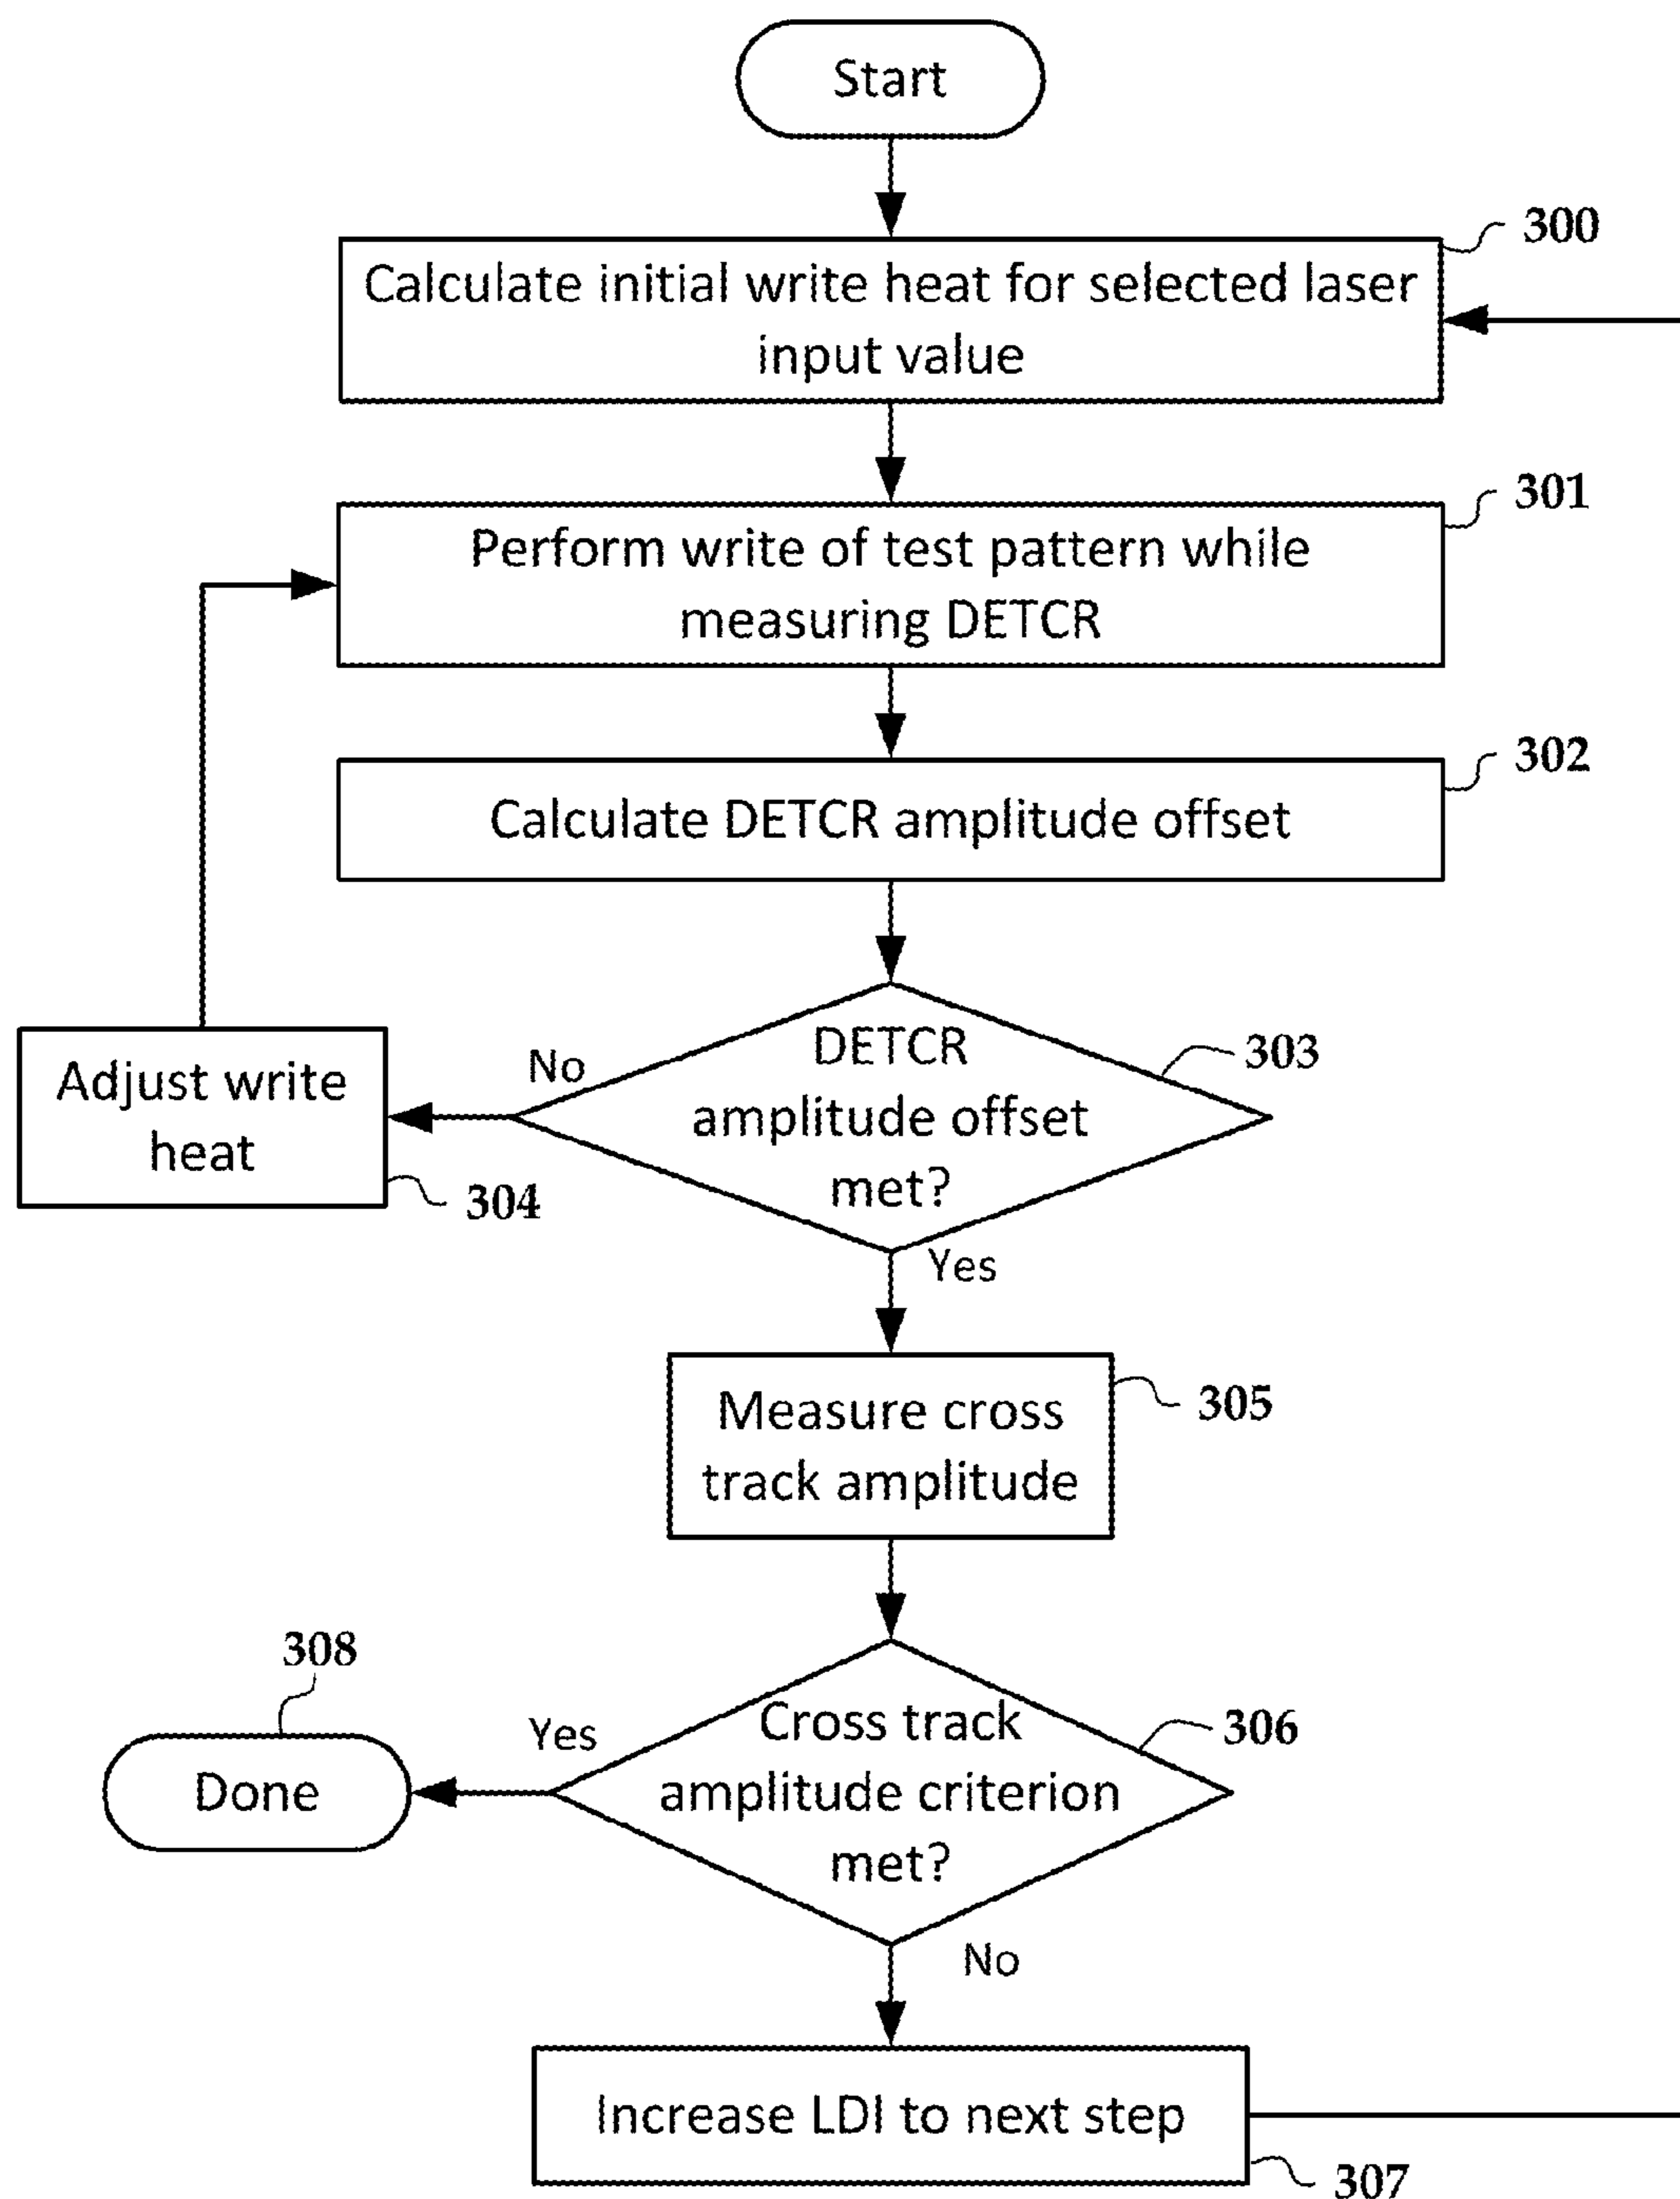 Start
300
Calculate initial write heat for selected laser
input value
301
Perform write of test pattern while
measuring DETCR
302
Calculate DETCR amplitude offset
303
DETCR
amplitude offset
met?
No
Adjust write
heat
304
Yes
Measure cross
track amplitude
305
308
Done
Yes
Cross track
amplitude criterion
met?
306
No
Increase LDI to next step
307